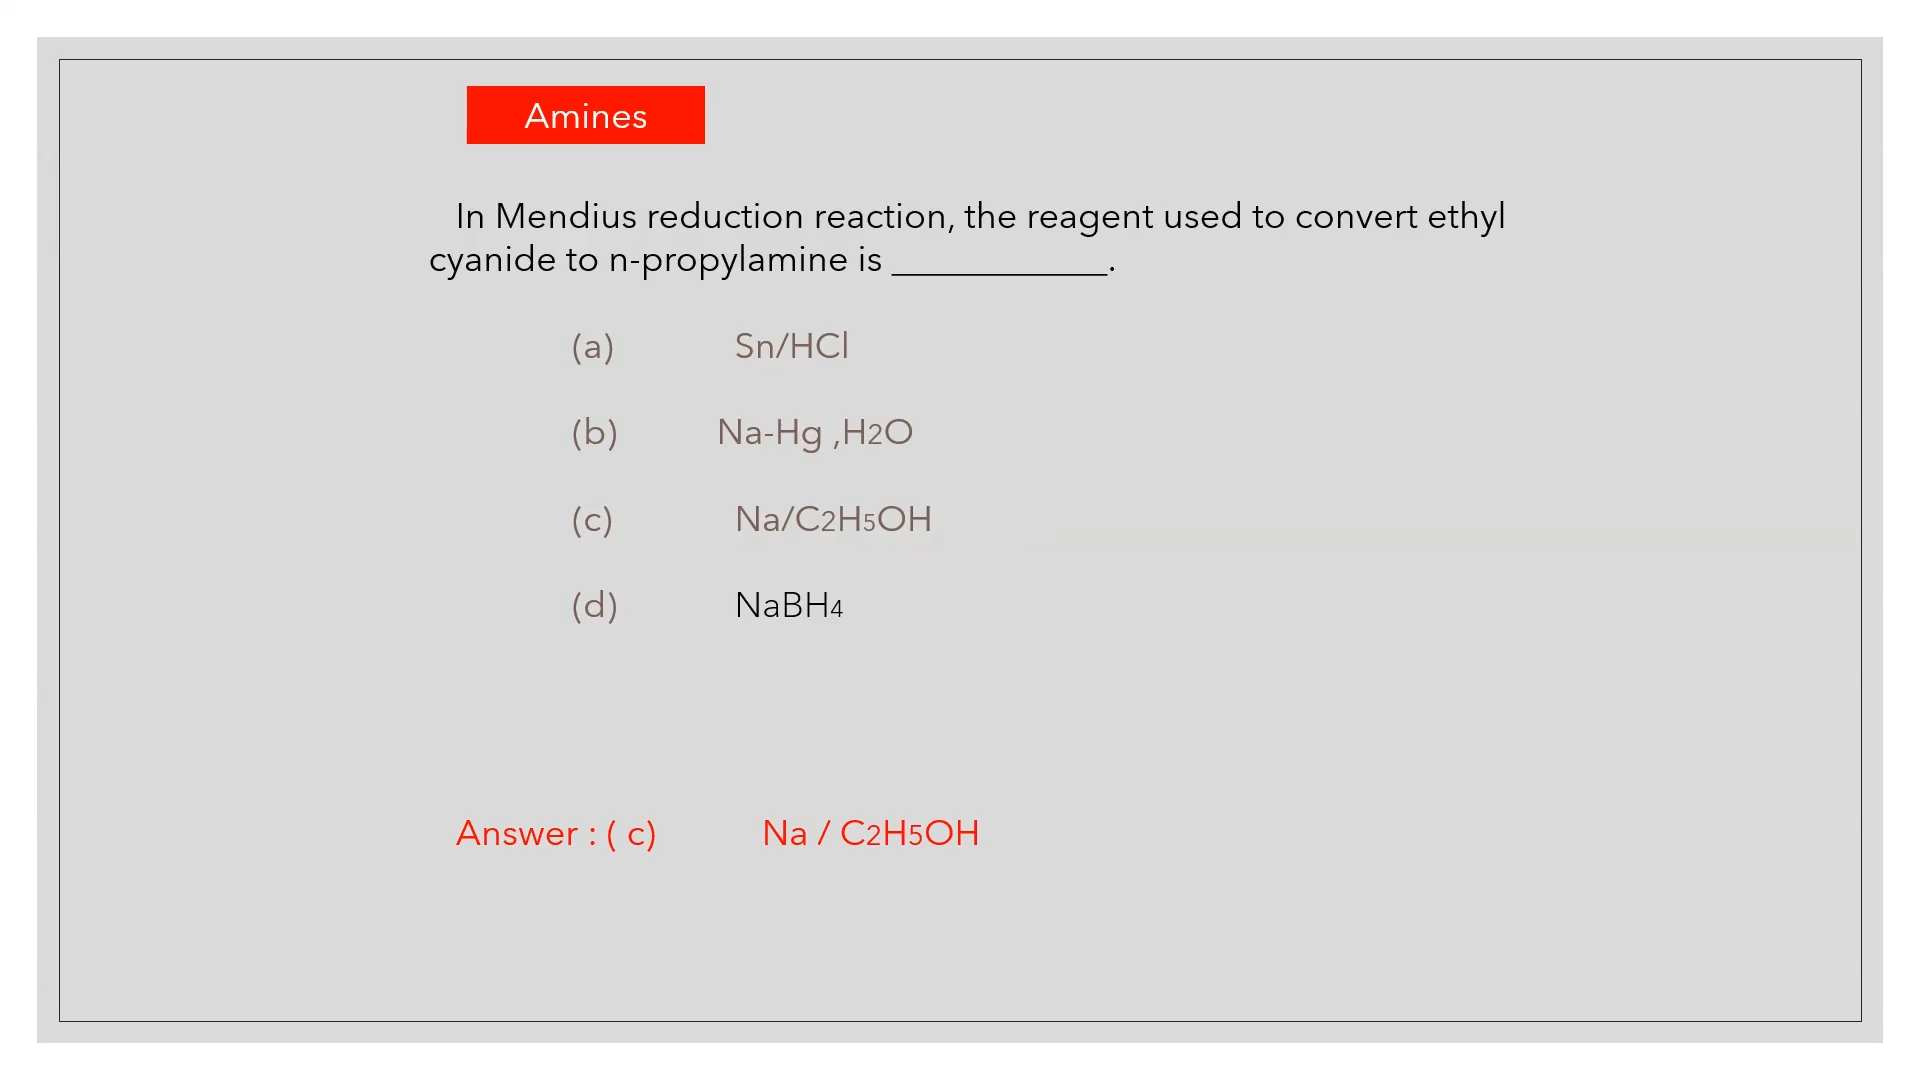 Amines
In Mendius reduction reaction, the reagent used to convert ethyl
cyanide to n-propylamine is ____________.
(a) Sn/HCl
(b) Na-Hg ,H2O
(c) Na/C2H5OH
(d) NaBH4
Answer : ( c) Na / C2H5OH